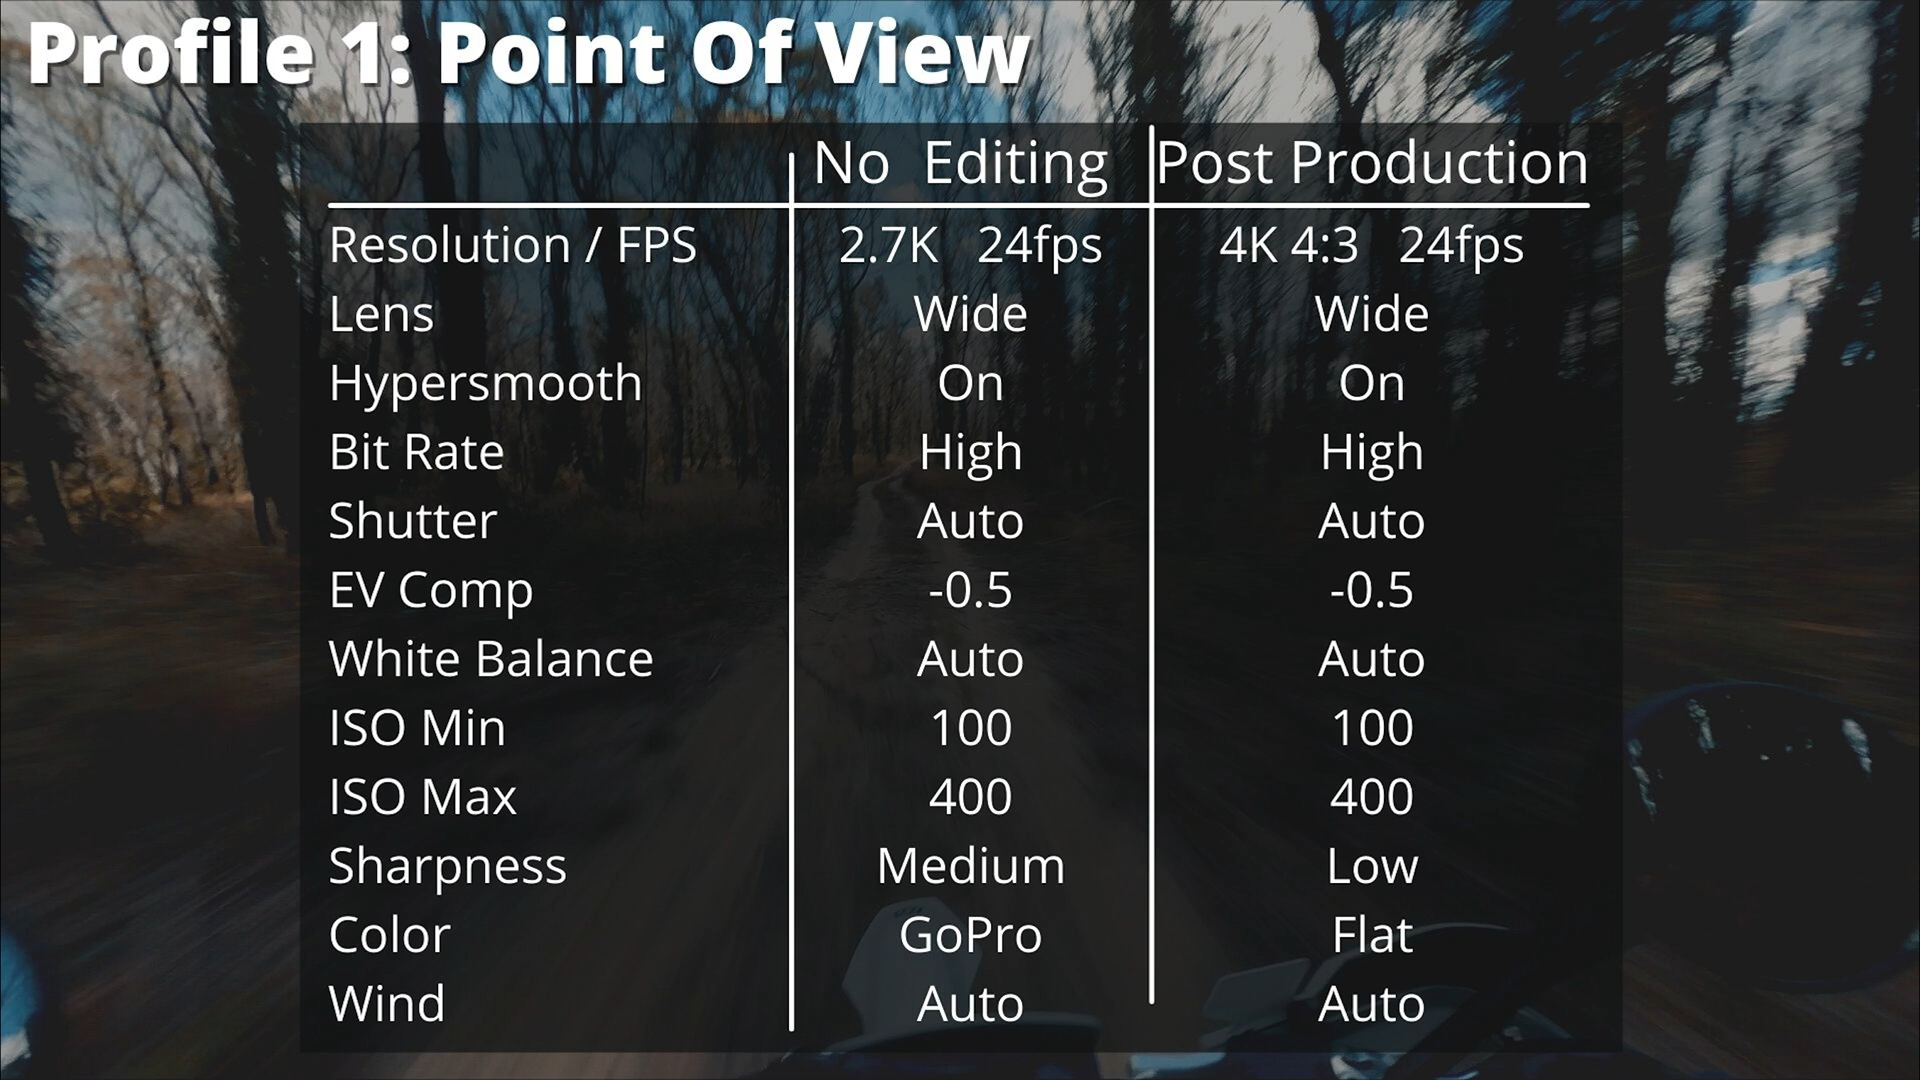 Profile 1: Point Of View
No Editing Post Production
Resolution / FPS 2.7K 24fps 4K 4:3 24fps
Lens Wide Wide
Hypersmooth On On
Bit Rate High High
Shutter Auto Auto
EV Comp -0.5 -0.5
White Balance Auto Auto
ISO Min 100 100
ISO Max 400 400
Sharpness Medium Low
Color GoPro Flat
Wind Auto Auto